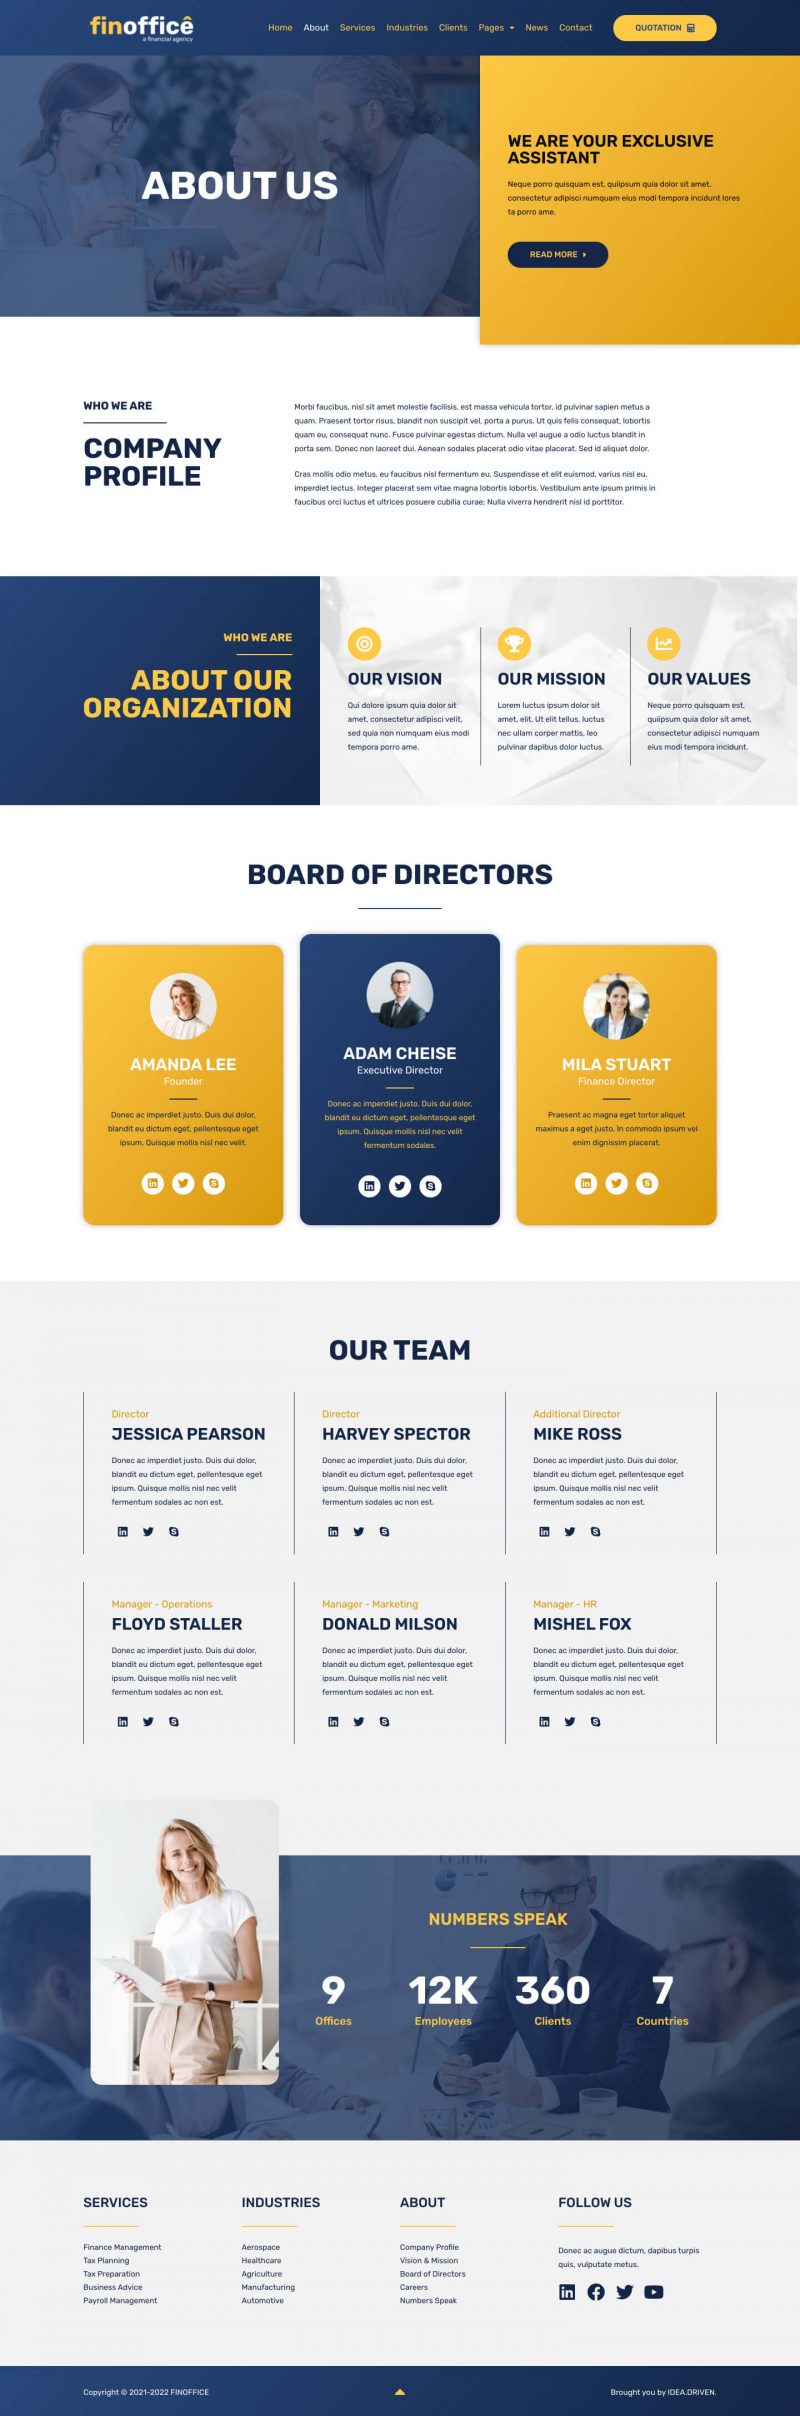 finofficê
a financial agency
Home About Services Industries Clients Pages News Contact QUOTATION
ABOUT US
WE ARE YOUR EXCLUSIVE
ASSISTANT
Neque porro quisquam est, quiipsum quia dolor sit amet,
consectetur adipisci numquam eius modi tempora incidunt lores
ta porro ame.
READ MORE
WHO WE ARE
COMPANY
PROFILE
Morbi faucibus, nisl sit amet molestie facilisis, est massa vehicula tortor, id pulvinar sapien metus a
quam. Praesent tortor risus, blandit non suscipit vel, porta a purus. Ut quis felis consequat, lobortis
quam eu, consequat nunc. Fusce pulvinar egestas dictum. Nulla vel augue a odio luctus blandit in
porta sem. Donec non laoreet dui. Aenean sodales placerat odio vitae placerat. Sed id aliquet dolor.
Cras mollis odio metus, eu faucibus nisl fermentum eu. Suspendisse et elit euismod, varius nisl eu,
imperdiet lectus. Integer placerat sem vitae magna lobortis lobortis. Vestibulum ante ipsum primis in
faucibus orci luctus et ultrices posuere cubilia curae; Nulla viverra hendrerit nisl id porttitor.
WHO WE ARE
ABOUT OUR
ORGANIZATION
OUR VISION
Qui dolore ipsum quia dolor sit
amet, consectetur adipisci velit,
sed quia non numquam eius modi
tempora porro ame.
OUR MISSION
Lorem luctus ipsum dolor sit
amet, elit. Ut elit tellus, luctus
nec ullam corper mattis, leo
pulvinar dapibus dolor luctus.
OUR VALUES
Neque porro quisquam est,
quiipsum quia dolor sit amet,
consectetur adipisci numquam
eius modi tempora incidunt.
BOARD OF DIRECTORS
AMANDA LEE
Founder
Donec ac imperdiet justo. Duis dui dolor,
blandit eu dictum eget, pellentesque eget
ipsum. Quisque mollis nisl nec velit.
ADAM CHEISE
Executive Director
Donec ac imperdiet justo. Duis dui dolor,
blandit eu dictum eget, pellentesque eget
ipsum. Quisque mollis nisl nec velit
fermentum sodales.
MILA STUART
Finance Director
Praesent ac magna eget tortor aliquet
maximus a eget justo. In commodo ipsum vel
enim dignissim placerat.
OUR TEAM
Director
JESSICA PEARSON
Donec ac imperdiet justo. Duis dui dolor,
blandit eu dictum eget, pellentesque eget
ipsum. Quisque mollis nisl nec velit
fermentum sodales ac non est.
Director
HARVEY SPECTOR
Donec ac imperdiet justo. Duis dui dolor,
blandit eu dictum eget, pellentesque eget
ipsum. Quisque mollis nisl nec velit
fermentum sodales ac non est.
Additional Director
MIKE ROSS
Donec ac imperdiet justo. Duis dui dolor,
blandit eu dictum eget, pellentesque eget
ipsum. Quisque mollis nisl nec velit
fermentum sodales ac non est.
Manager - Operations
FLOYD STALLER
Donec ac imperdiet justo. Duis dui dolor,
blandit eu dictum eget, pellentesque eget
ipsum. Quisque mollis nisl nec velit
fermentum sodales ac non est.
Manager - Marketing
DONALD MILSON
Donec ac imperdiet justo. Duis dui dolor,
blandit eu dictum eget, pellentesque eget
ipsum. Quisque mollis nisl nec velit
fermentum sodales ac non est.
Manager - HR
MISHEL FOX
Donec ac imperdiet justo. Duis dui dolor,
blandit eu dictum eget, pellentesque eget
ipsum. Quisque mollis nisl nec velit
fermentum sodales ac non est.
NUMBERS SPEAK
9
Offices
12K
Employees
360
Clients
7
Countries
SERVICES
Finance Management
Tax Planning
Tax Preparation
Business Advice
Payroll Management
INDUSTRIES
Aerospace
Healthcare
Agriculture
Manufacturing
Automotive
ABOUT
Company Profile
Vision & Mission
Board of Directors
Careers
Numbers Speak
FOLLOW US
Donec ac augue dictum, dapibus turpis
quis, vulputate metus.
Copyright © 2021-2022 FINOFFICE
Brought you by IDEA.DRIVEN.